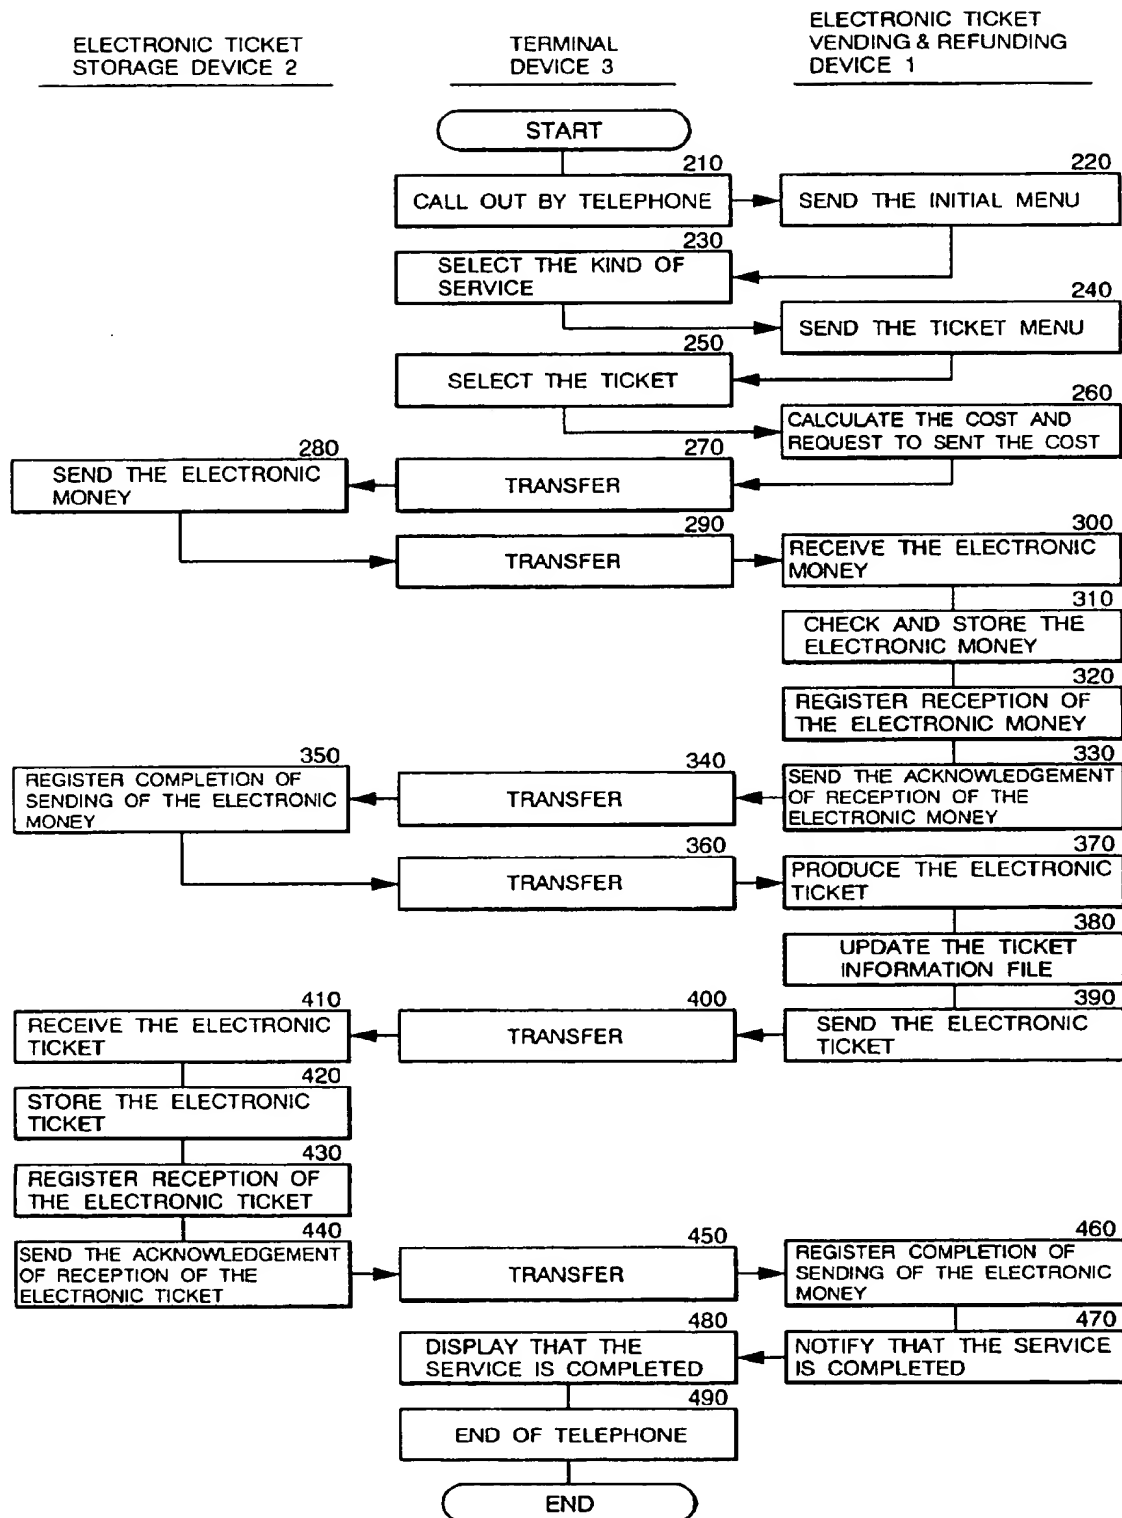 ELECTRONIC TICKET
STORAGE DEVICE 2
TERMINAL
DEVICE 3
ELECTRONIC TICKET
VENDING & REFUNDING
DEVICE 1
START
210
CALL OUT BY TELEPHONE
220
SEND THE INITIAL MENU
230
SELECT THE KIND OF
SERVICE
240
SEND THE TICKET MENU
250
SELECT THE TICKET
260
CALCULATE THE COST AND
REQUEST TO SENT THE COST
270
TRANSFER
280
SEND THE ELECTRONIC
MONEY
290
TRANSFER
300
RECEIVE THE ELECTRONIC
MONEY
310
CHECK AND STORE THE
ELECTRONIC MONEY
320
REGISTER RECEPTION OF
THE ELECTRONIC MONEY
330
SEND THE ACKNOWLEDGEMENT
OF RECEPTION OF THE
ELECTRONIC MONEY
340
TRANSFER
350
REGISTER COMPLETION OF
SENDING OF THE ELECTRONIC
MONEY
360
TRANSFER
370
PRODUCE THE ELECTRONIC
TICKET
380
UPDATE THE TICKET
INFORMATION FILE
390
SEND THE ELECTRONIC
TICKET
400
TRANSFER
410
RECEIVE THE ELECTRONIC
TICKET
420
STORE THE ELECTRONIC
TICKET
430
REGISTER RECEPTION OF
THE ELECTRONIC TICKET
440
SEND THE ACKNOWLEDGEMENT
OF RECEPTION OF THE
ELECTRONIC TICKET
450
TRANSFER
460
REGISTER COMPLETION OF
SENDING OF THE ELECTRONIC
MONEY
470
NOTIFY THAT THE SERVICE
IS COMPLETED
480
DISPLAY THAT THE
SERVICE IS COMPLETED
490
END OF TELEPHONE
END